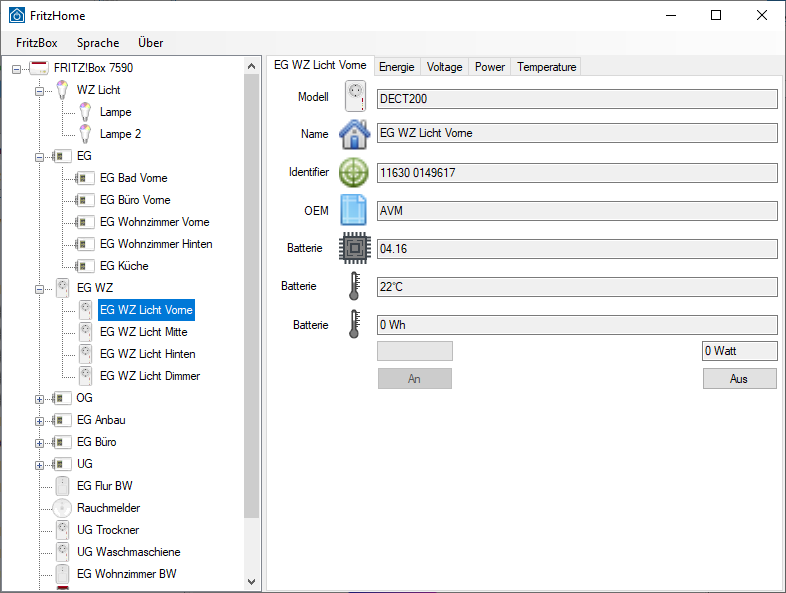 FritzHome
FritzBox Sprache Über
FRITZ!Box 7590
WZ Licht
Lampe
Lampe 2
EG
EG Bad Vorne
EG Büro Vorne
EG Wohnzimmer Vorne
EG Wohnzimmer Hinten
EG Küche
EG WZ
EG WZ Licht Vorne
EG WZ Licht Mitte
EG WZ Licht Hinten
EG WZ Licht Dimmer
OG
EG Anbau
EG Büro
UG
EG Flur BW
Rauchmelder
UG Trockner
UG Waschmaschiene
EG Wohnzimmer BW
EG WZ Licht Vorne Energie Voltage Power Temperature
Modell DECT200
Name EG WZ Licht Vorne
Identifier 11630 0149617
OEM AVM
Batterie 04.16
Batterie 22°C
Batterie 0 Wh
0 Watt
An Aus